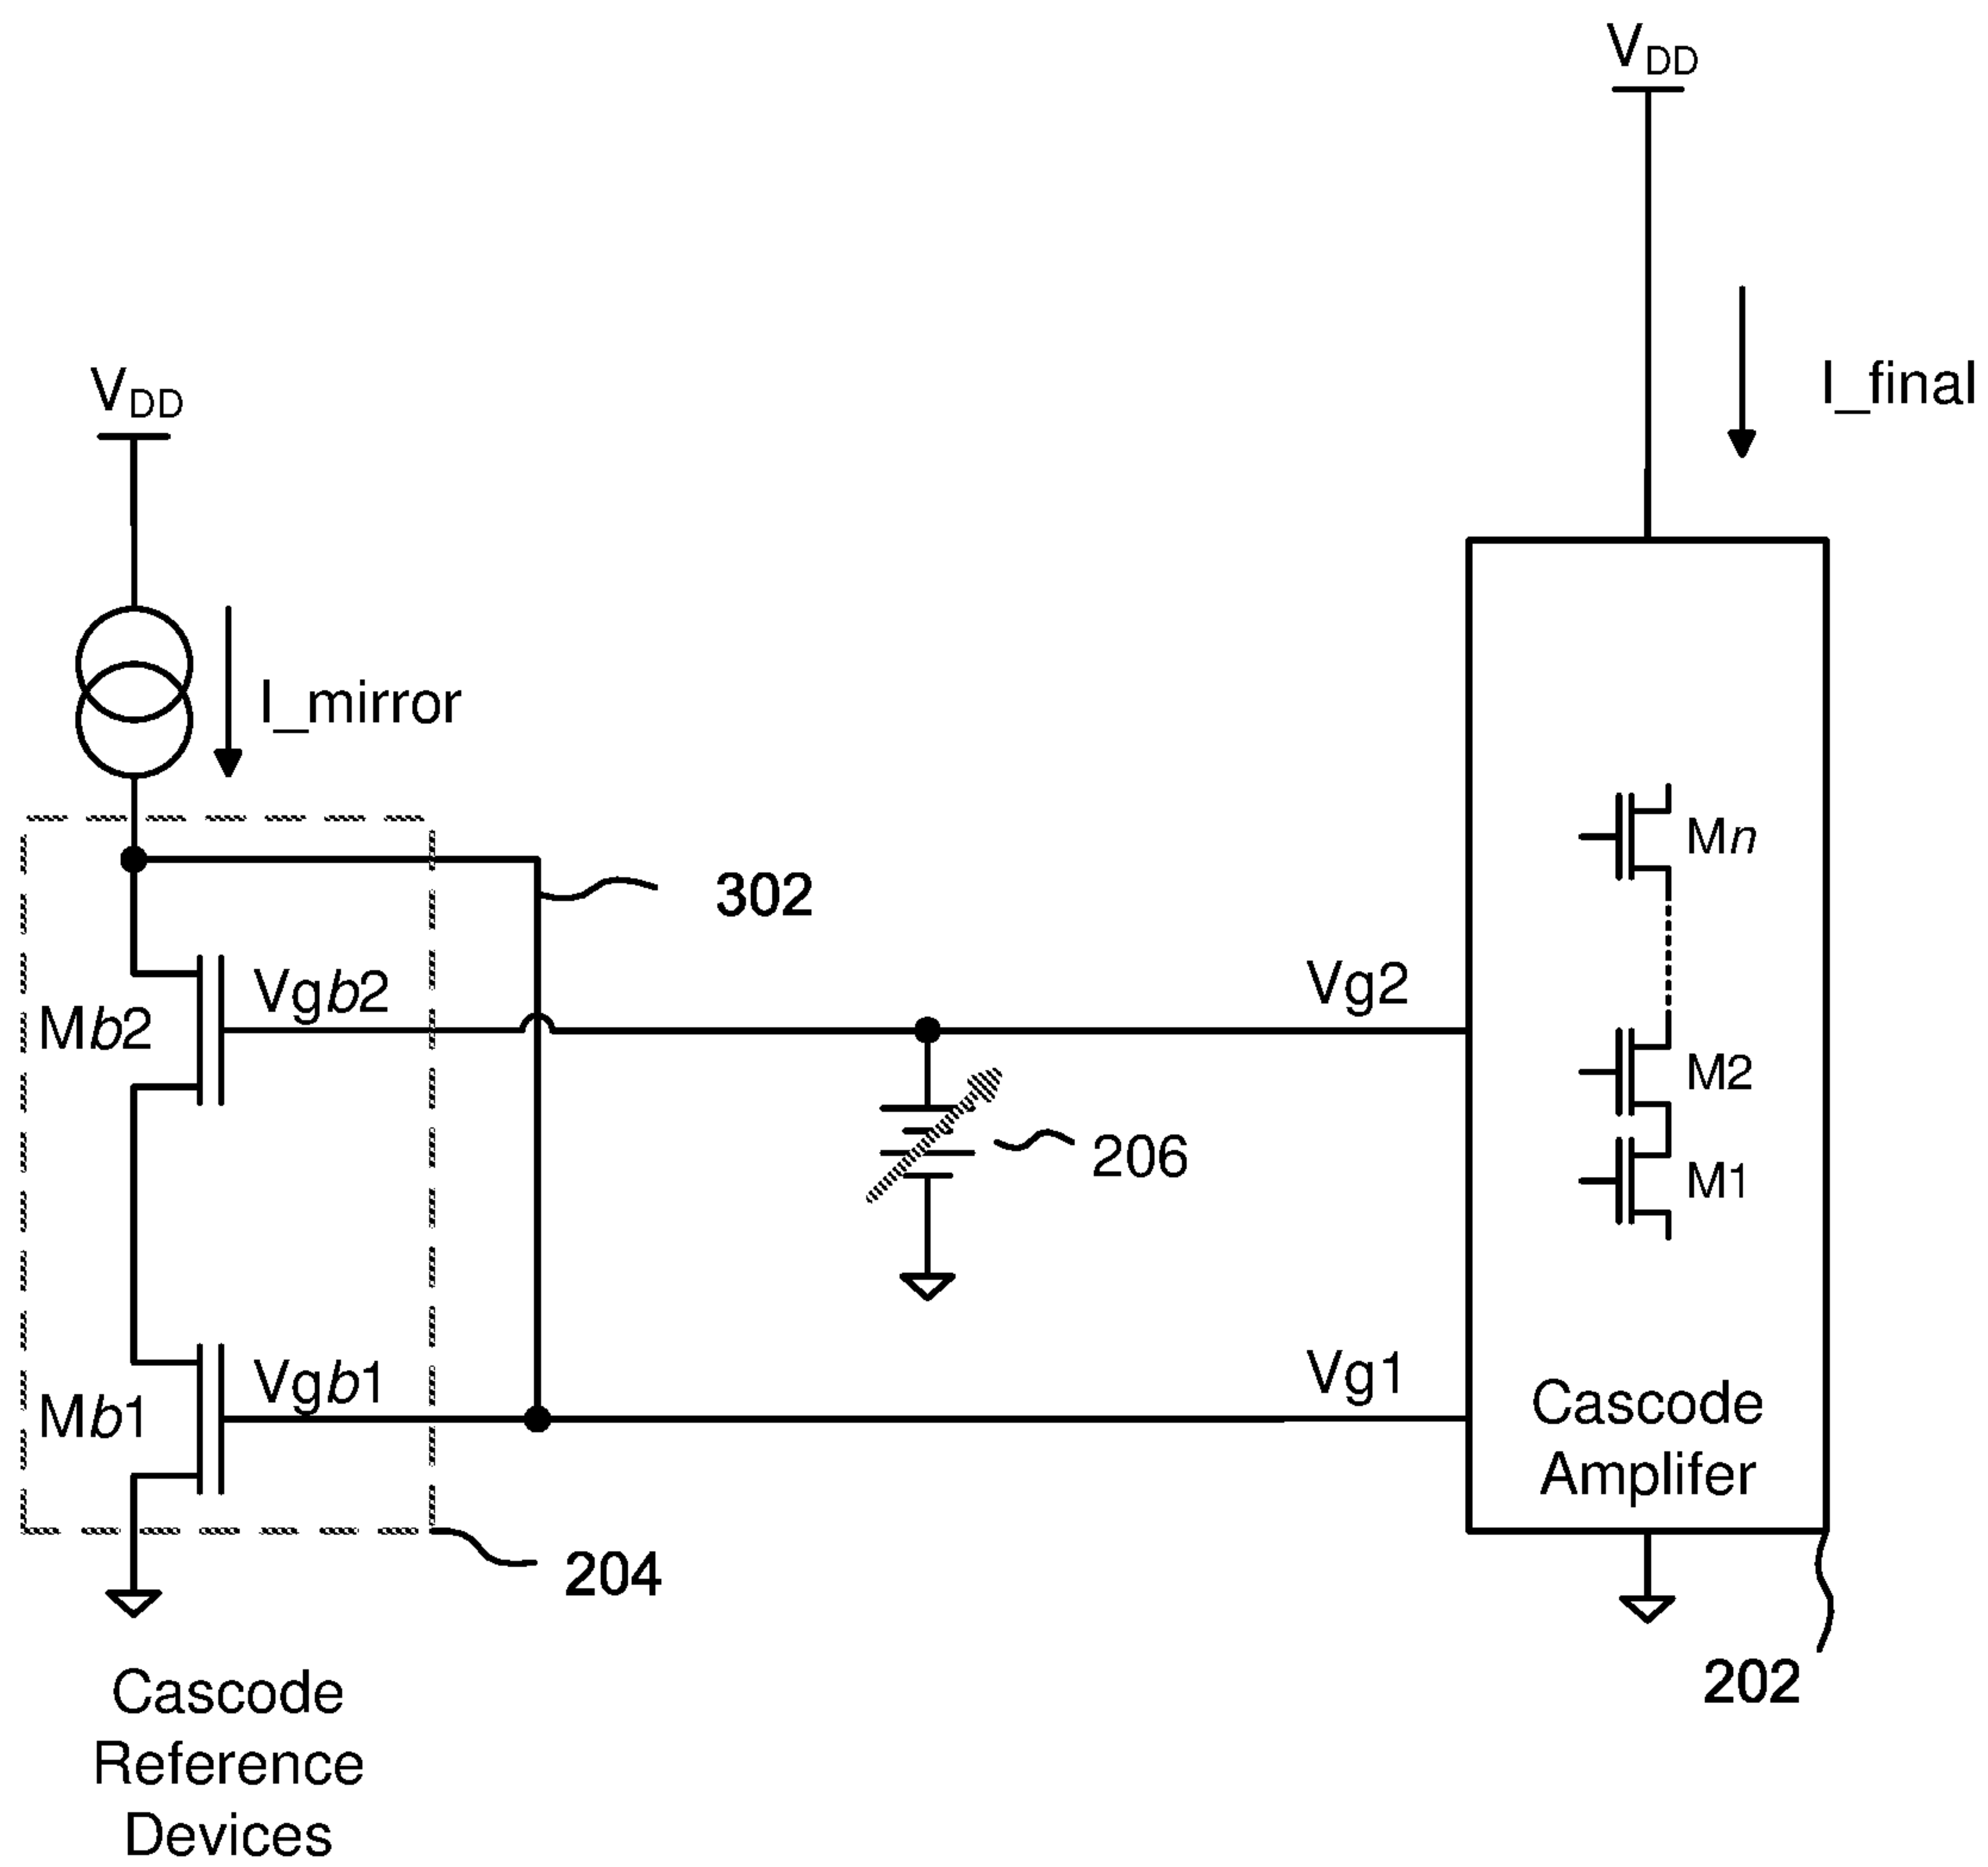 VDD
I_final
VDD
I_mirror
302
Mn
Vgb2
Vg2
Mb2
M2
206
M1
Vgb1
Vg1
Mb1
Cascode
Amplifer
204
202
Cascode
Reference
Devices